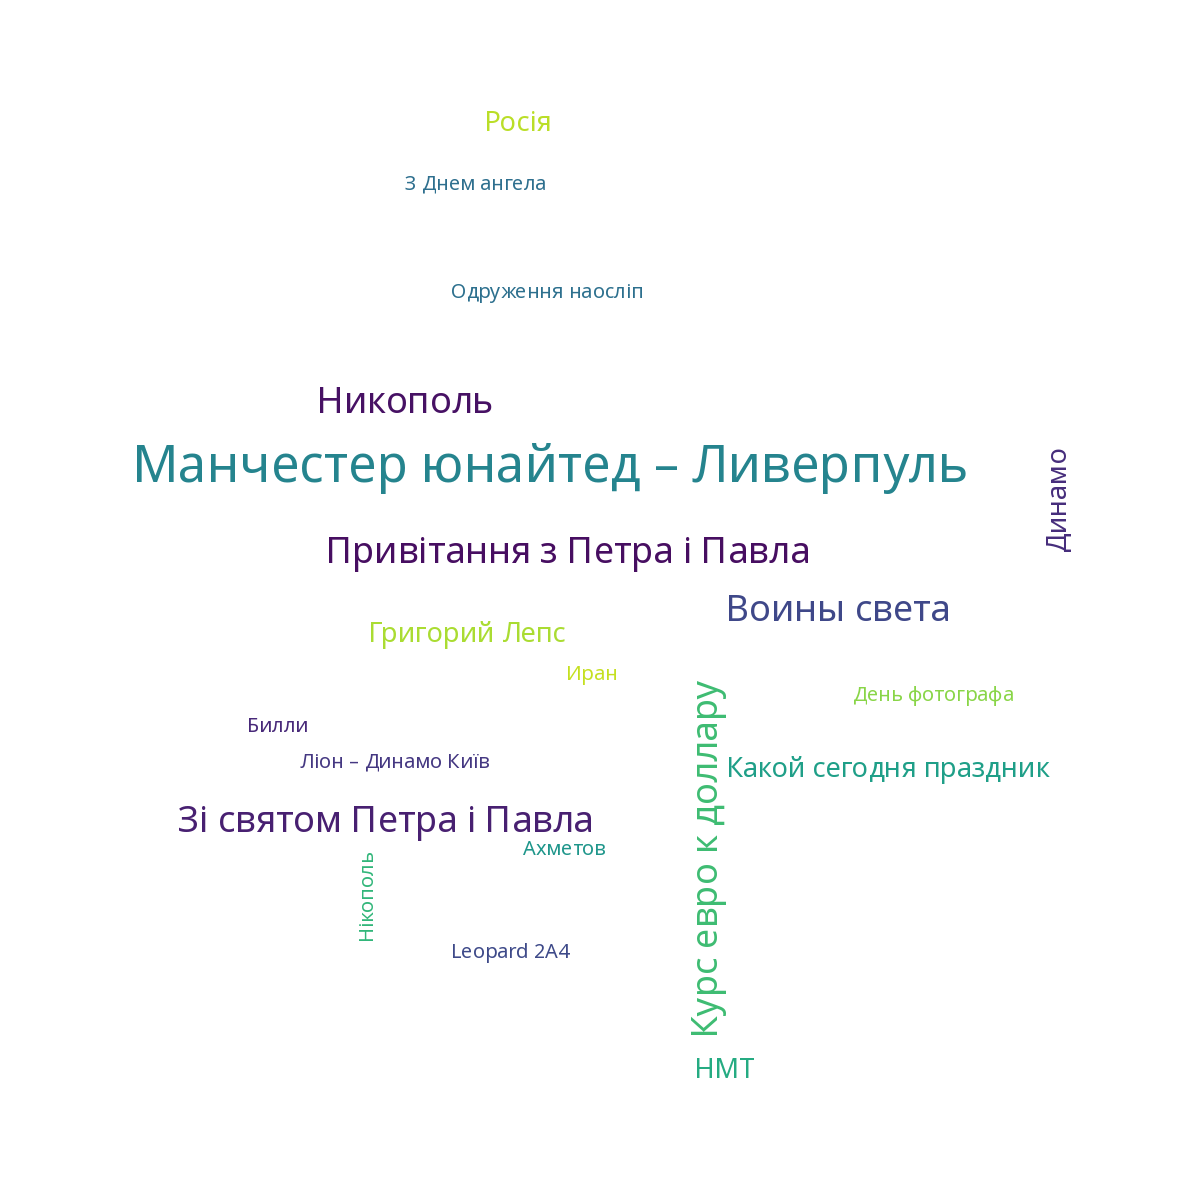 Росія
З Днем ангела
Одруження наосліп
Никополь
Манчестер юнайтед – Ливерпуль
Динамо
Привітання з Петра і Павла
Воины света
Григорий Лепс
Иран
День фотографа
Билли
Ліон – Динамо Київ
Какой сегодня праздник
Курс евро к доллару
Зі святом Петра і Павла
Ахметов
Нікополь
Leopard 2A4
НМТ